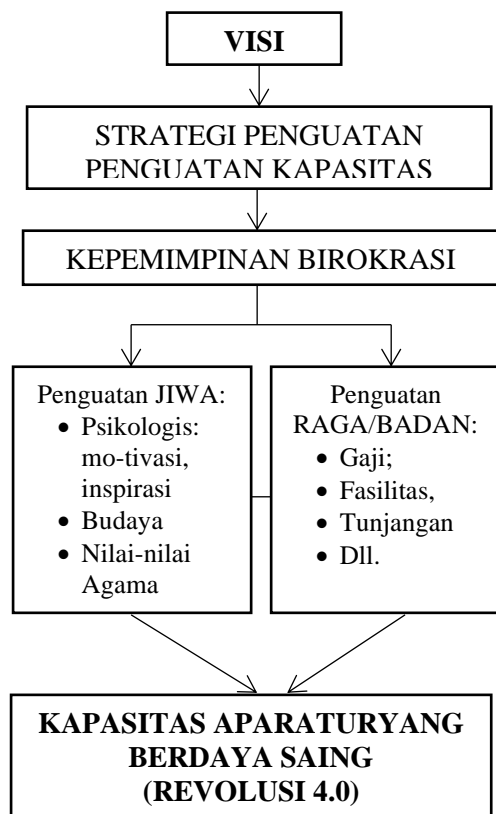 VISI
STRATEGI PENGUATAN
PENGUATAN KAPASITAS
KEPEMIMPINAN BIROKRASI
Penguatan JIWA:
• Psikologis:
mo-tivasi,
inspirasi
• Budaya
• Nilai-nilai
Agama
Penguatan
RAGA/BADAN:
• Gaji;
• Fasilitas,
• Tunjangan
• Dll.
KAPASITAS APARATURYANG
BERDAYA SAING
(REVOLUSI 4.0)